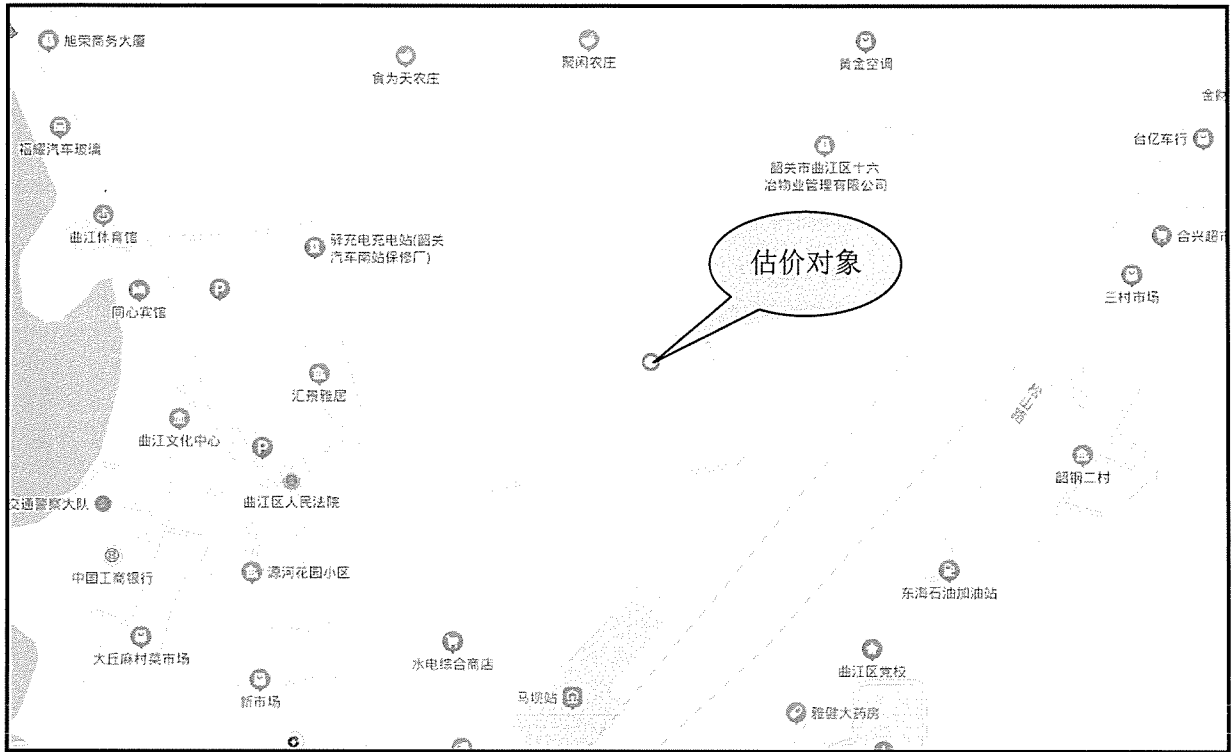 旭荣商务大厦
食为天农庄
聚闲农庄
黄金空调
金财
福耀汽车玻璃
台亿车行
韶关市曲江区十六
冶物业管理有限公司
曲江体育馆
驿充电充电站(韶关
汽车南站保修厂)
合兴超市
估价对象
三村市场
同心宾馆
P
汇景雅居
曲江文化中心
P
韶钢二村
曲江区人民法院
交通警察大队
中国工商银行
源河花园小区
东海石油加油站
大丘麻村菜市场
水电综合商店
曲江区党校
新市场
马坝站
雅健大药房